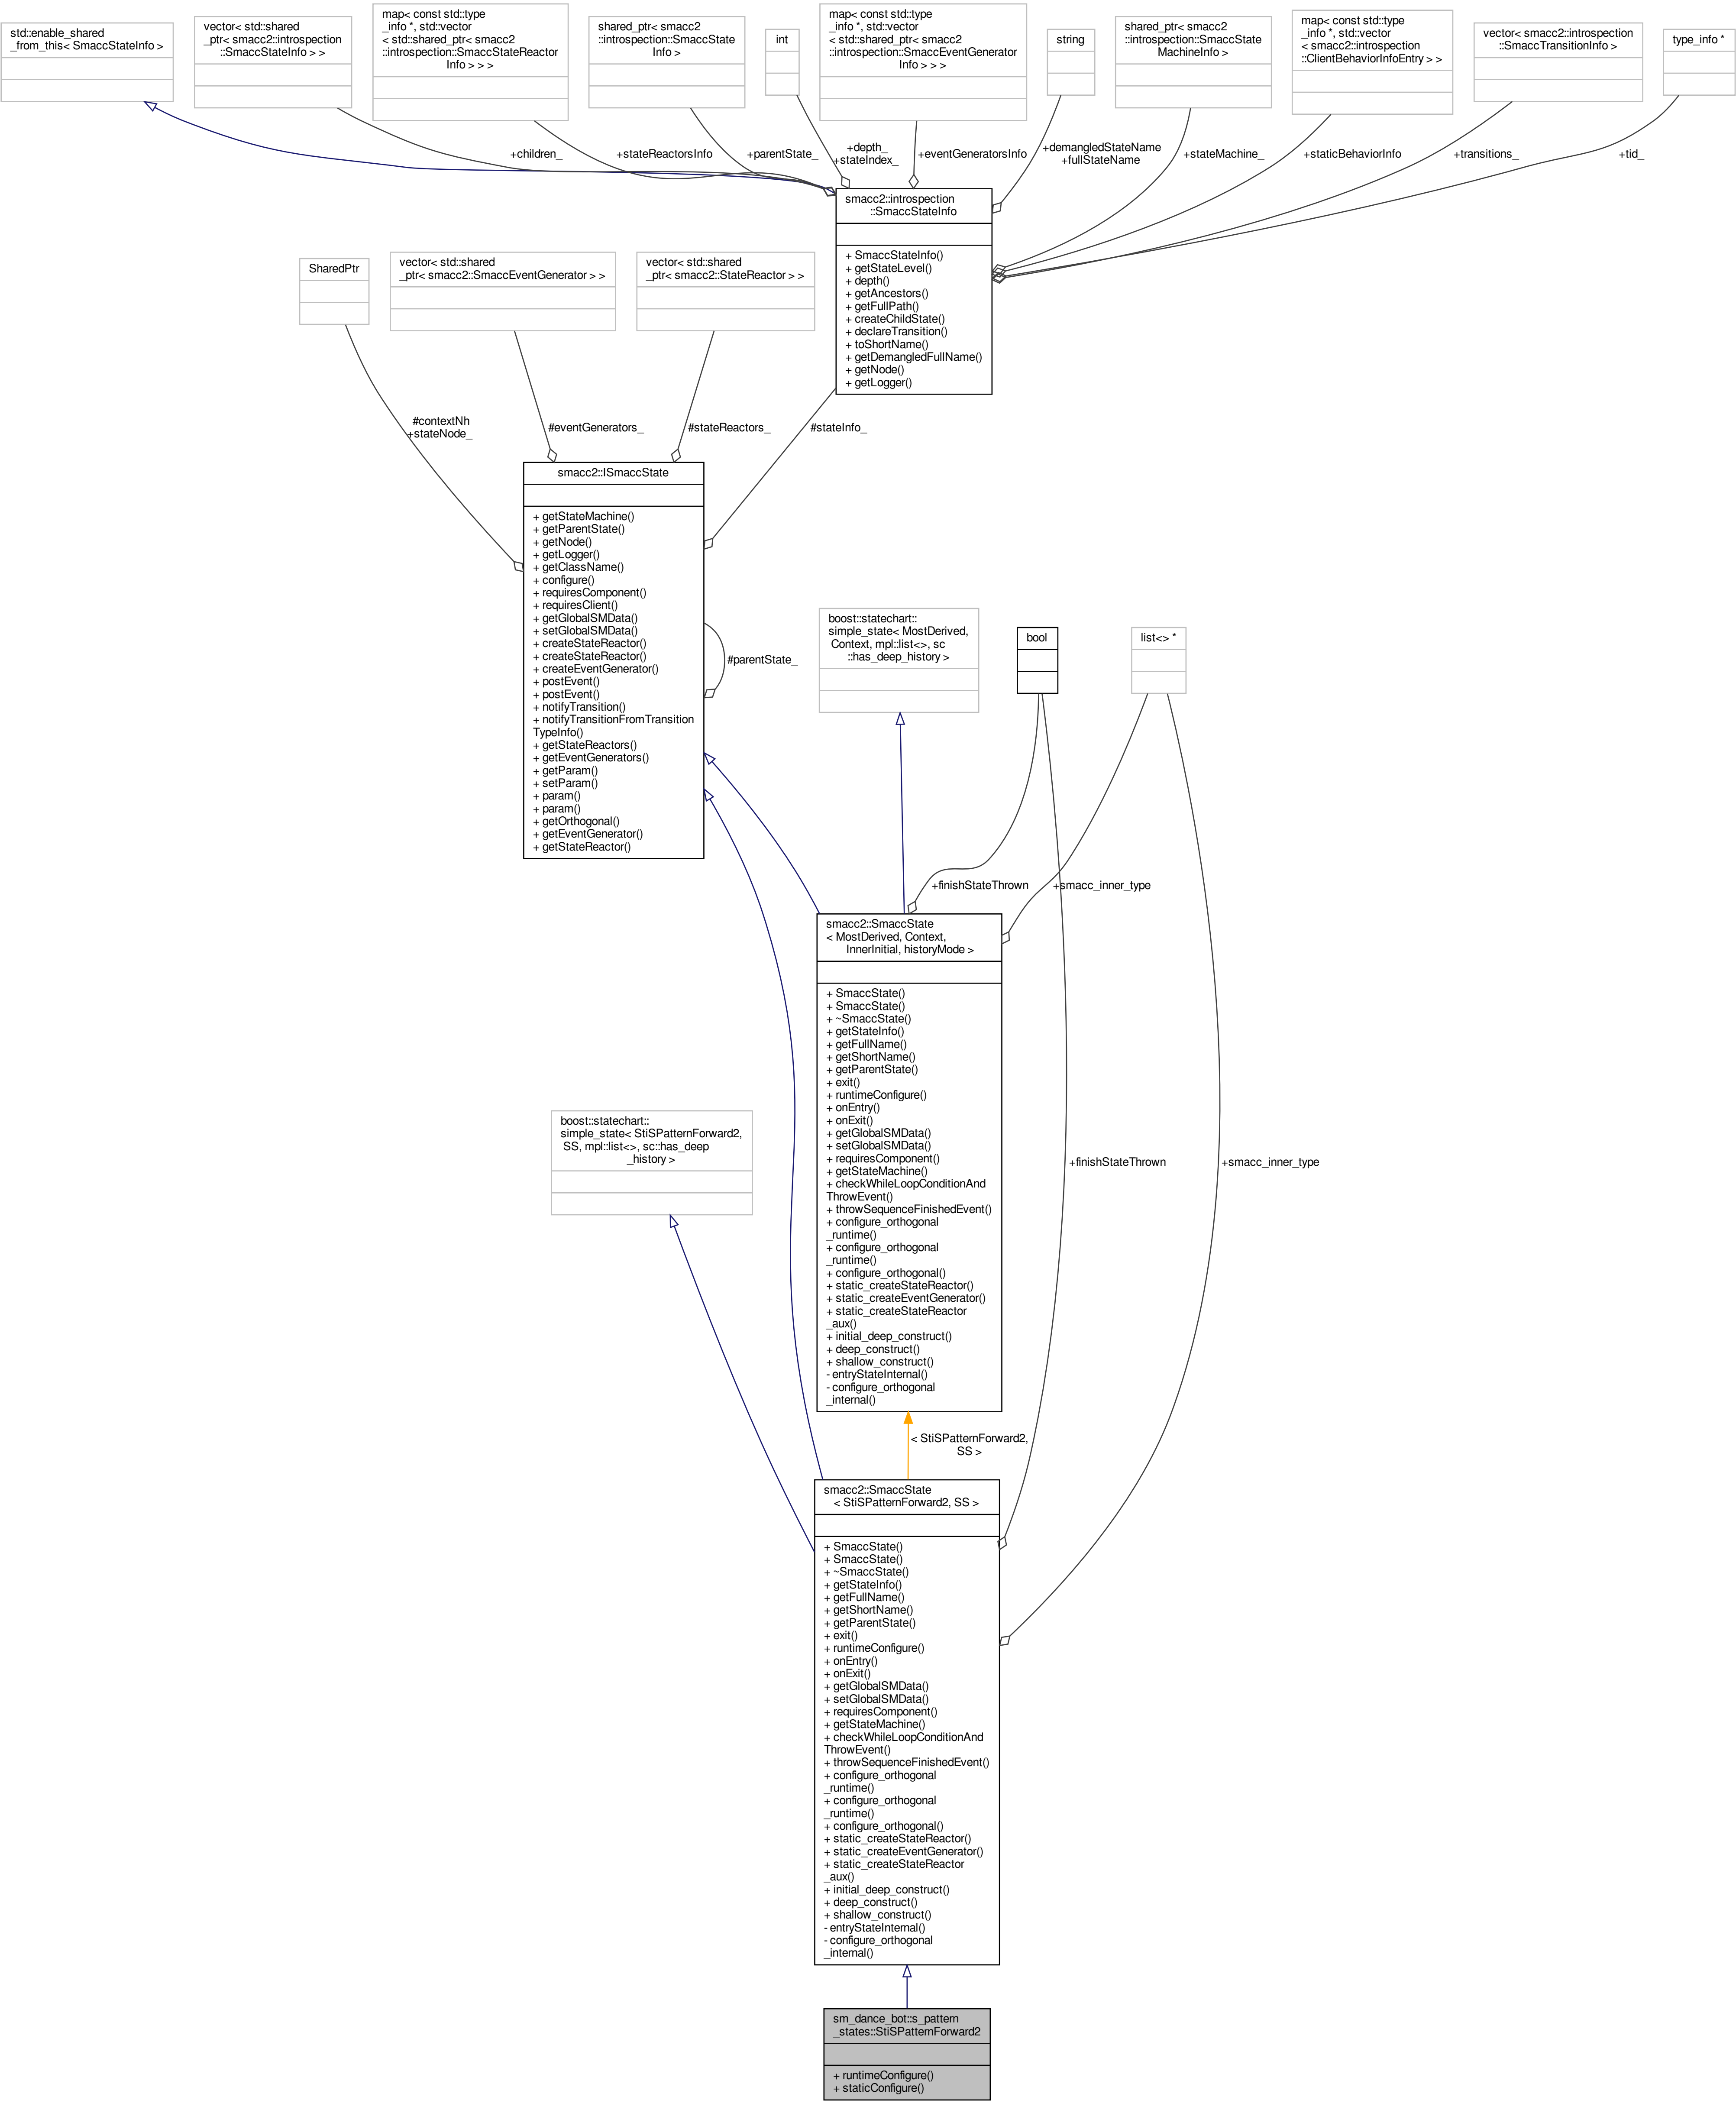 std::enable_shared
_from_this< SmaccStateInfo >
vector< std::shared
_ptr< smacc2::introspection
::SmaccStateInfo > >
map< const std::type
_info *, std::vector
< std::shared_ptr< smacc2
::introspection::SmaccStateReactor
Info > > >
shared_ptr< smacc2
::introspection::SmaccState
Info >
int
map< const std::type
_info *, std::vector
< std::shared_ptr< smacc2
::introspection::SmaccEventGenerator
Info > > >
string
shared_ptr< smacc2
::introspection::SmaccState
MachineInfo >
map< const std::type
_info *, std::vector
< smacc2::introspection
::ClientBehaviorInfoEntry > >
vector< smacc2::introspection
::SmaccTransitionInfo >
type_info *
+children_
+stateReactorsInfo
+parentState_
+depth_
+stateIndex_
+eventGeneratorsInfo
+demangledStateName
+fullStateName
+stateMachine_
+staticBehaviorInfo
+transitions_
+tid_
smacc2::introspection
::SmaccStateInfo
+ SmaccStateInfo()
+ getStateLevel()
+ depth()
+ getAncestors()
+ getFullPath()
+ createChildState()
+ declareTransition()
+ toShortName()
+ getDemangledFullName()
+ getNode()
+ getLogger()
SharedPtr
vector< std::shared
_ptr< smacc2::SmaccEventGenerator > >
vector< std::shared
_ptr< smacc2::StateReactor > >
#contextNh
+stateNode_
#eventGenerators_
#stateReactors_
#stateInfo_
smacc2::ISmaccState
+ getStateMachine()
+ getParentState()
+ getNode()
+ getLogger()
+ getClassName()
+ configure()
+ requiresComponent()
+ requiresClient()
+ getGlobalSMData()
+ setGlobalSMData()
+ createStateReactor()
+ createStateReactor()
+ createEventGenerator()
+ postEvent()
+ postEvent()
+ notifyTransition()
+ notifyTransitionFromTransition
TypeInfo()
+ getStateReactors()
+ getEventGenerators()
+ getParam()
+ setParam()
+ param()
+ param()
+ getOrthogonal()
+ getEventGenerator()
+ getStateReactor()
#parentState_
boost::statechart::
simple_state< MostDerived,
Context, mpl::list<>, sc
::has_deep_history >
bool
list<> *
+finishStateThrown
+smacc_inner_type
smacc2::SmaccState
< MostDerived, Context,
InnerInitial, historyMode >
+ SmaccState()
+ SmaccState()
+ ~SmaccState()
+ getStateInfo()
+ getFullName()
+ getShortName()
+ getParentState()
+ exit()
+ runtimeConfigure()
+ onEntry()
+ onExit()
+ getGlobalSMData()
+ setGlobalSMData()
+ requiresComponent()
+ getStateMachine()
+ checkWhileLoopConditionAnd
ThrowEvent()
+ throwSequenceFinishedEvent()
+ configure_orthogonal
_runtime()
+ configure_orthogonal
_runtime()
+ configure_orthogonal()
+ static_createStateReactor()
+ static_createEventGenerator()
+ static_createStateReactor
_aux()
+ initial_deep_construct()
+ deep_construct()
+ shallow_construct()
- entryStateInternal()
- configure_orthogonal
_internal()
boost::statechart::
simple_state< StiSPatternForward2,
SS, mpl::list<>, sc::has_deep
_history >
+finishStateThrown
+smacc_inner_type
< StiSPatternForward2,
SS >
smacc2::SmaccState
< StiSPatternForward2, SS >
+ SmaccState()
+ SmaccState()
+ ~SmaccState()
+ getStateInfo()
+ getFullName()
+ getShortName()
+ getParentState()
+ exit()
+ runtimeConfigure()
+ onEntry()
+ onExit()
+ getGlobalSMData()
+ setGlobalSMData()
+ requiresComponent()
+ getStateMachine()
+ checkWhileLoopConditionAnd
ThrowEvent()
+ throwSequenceFinishedEvent()
+ configure_orthogonal
_runtime()
+ configure_orthogonal
_runtime()
+ configure_orthogonal()
+ static_createStateReactor()
+ static_createEventGenerator()
+ static_createStateReactor
_aux()
+ initial_deep_construct()
+ deep_construct()
+ shallow_construct()
- entryStateInternal()
- configure_orthogonal
_internal()
sm_dance_bot::s_pattern
_states::StiSPatternForward2
+ runtimeConfigure()
+ staticConfigure()